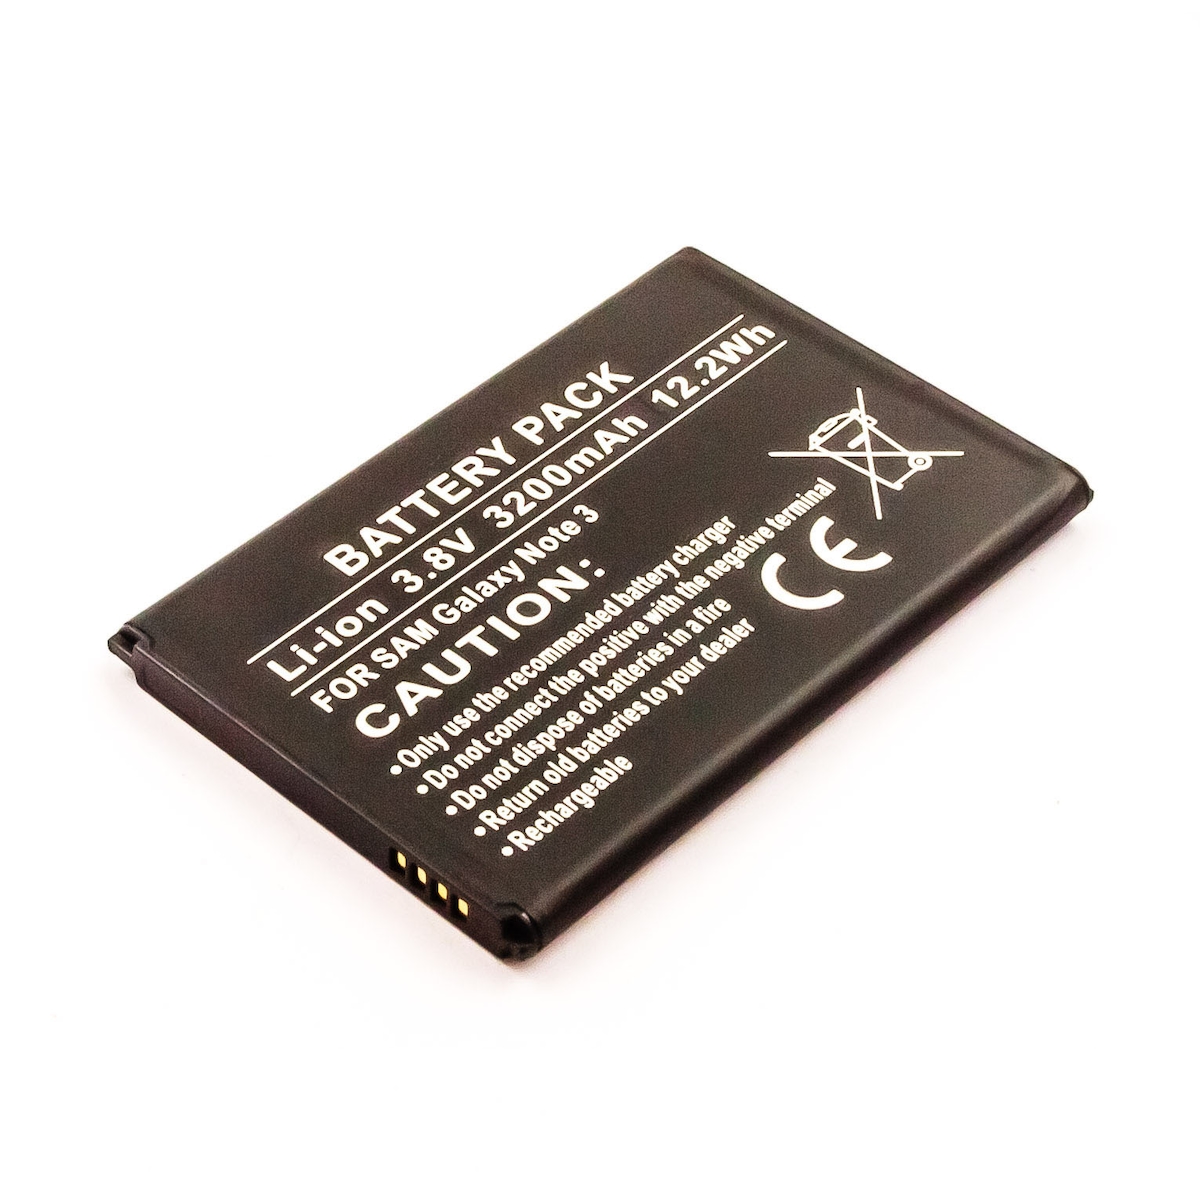 BATTERY PACK
Li-ion 3.8V 3200mAh 12.2Wh
FOR SAM Galaxy Note 3
CAUTION:
•Only use the recommended battery charger
•Do not connect the positive with the negative terminal
•Do not dispose of batteries in a fire
•Return old batteries to your dealer
•Rechargeable
CE